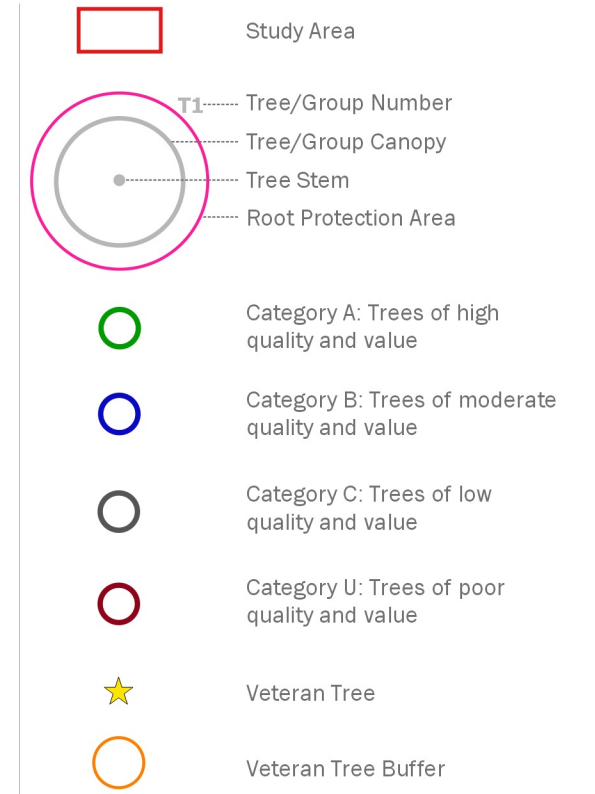 Study Area
T1
Tree/Group Number
Tree/Group Canopy
Tree Stem
Root Protection Area
Category A: Trees of high
quality and value
Category B: Trees of moderate
quality and value
Category C: Trees of low
quality and value
Category U: Trees of poor
quality and value
Veteran Tree
Veteran Tree Buffer